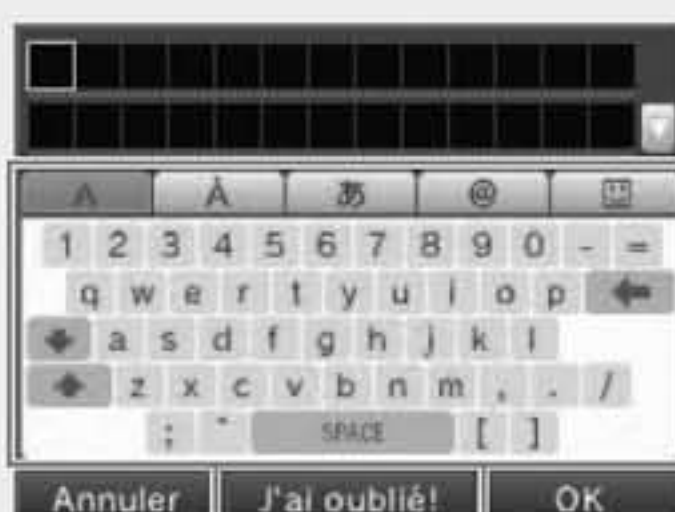 A À あ @
1 2 3 4 5 6 7 8 9 0 - =
q w e r t y u i o p
a s d f g h j k l
z x c v b n m , . /
; ~ SPACE [ ]
Annuler J'ai oublié! OK